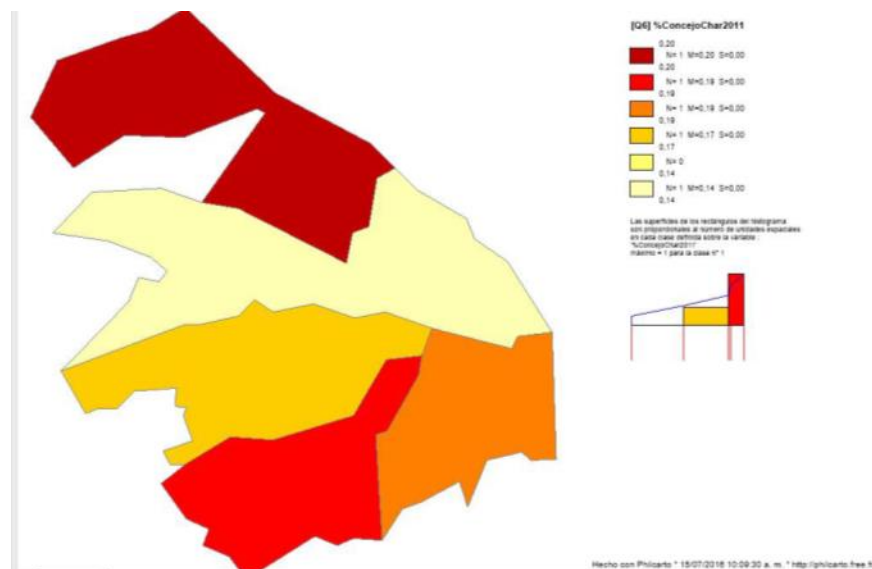 [Q6] %ConcejoChar2011
0,20
N= 1 M=0,20 S=0,00
0,20
N= 1 M=0,19 S=0,00
0,19
N= 1 M=0,19 S=0,00
0,19
N= 1 M=0,17 S=0,00
0,17
N= 0
0,14
N= 1 M=0,14 S=0,00
0,14
Las superficies de los rectángulos del histograma
son proporcionales al número de unidades espaciales
en cada clase definida sobre la variable :
'%ConcejoChar2011'
máximo = 1 para la clase n° 1
Hecho con Philcarto * 15/07/2016 10:09:30 a. m. * http://philcarto.free.fr